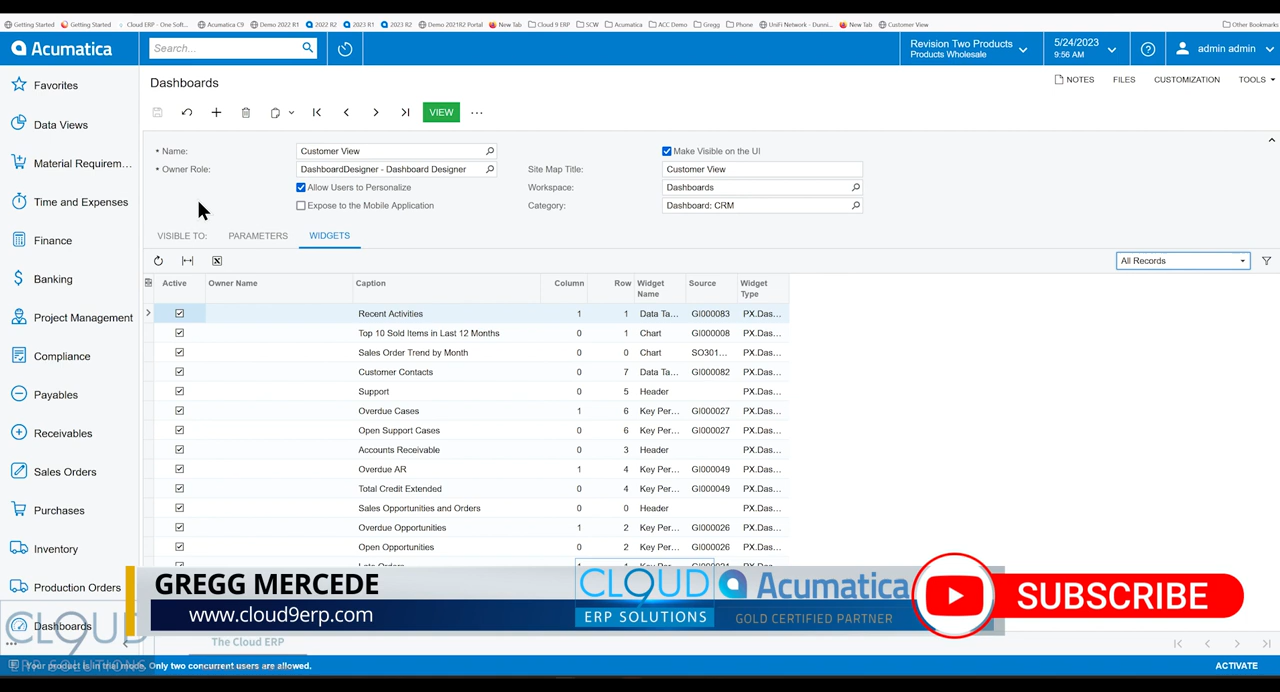 Getting Started Getting Started Cloud ERP - One Soft... Acumatica C9 Demo 2022 R1 2022 R2 2023 R1 2023 R2 Demo 2021R2 Portal New Tab Cloud 9 ERP SCW Acumatica ACC Demo Gregg Phone UniFi Network - Dunni... New Tab Customer View Other Bookmarks
Acumatica
Search...
Revision Two Products
Products Wholesale
5/24/2023
9:56 AM
admin admin
Favorites
Data Views
Material Requirem...
Time and Expenses
Finance
Banking
Project Management
Compliance
Payables
Receivables
Sales Orders
Purchases
Inventory
Production Orders
Dashboards
Dashboards
NOTES FILES CUSTOMIZATION TOOLS
VIEW
Name: Customer View
Owner Role: DashboardDesigner - Dashboard Designer
Allow Users to Personalize
Expose to the Mobile Application
Make Visible on the UI
Site Map Title: Customer View
Workspace: Dashboards
Category: Dashboard: CRM
VISIBLE TO: PARAMETERS WIDGETS
All Records
Active Owner Name Caption Column Row Widget Name Source Widget Type
Recent Activities 1 1 Data Ta... GI000083 PX.Das...
Top 10 Sold Items in Last 12 Months 0 1 Chart GI000008 PX.Das...
Sales Order Trend by Month 0 0 Chart SO301... PX.Das...
Customer Contacts 0 7 Data Ta... GI000082 PX.Das...
Support 0 5 Header PX.Das...
Overdue Cases 1 6 Key Per... GI000027 PX.Das...
Open Support Cases 0 6 Key Per... GI000027 PX.Das...
Accounts Receivable 0 3 Header PX.Das...
Overdue AR 1 4 Key Per... GI000049 PX.Das...
Total Credit Extended 0 4 Key Per... GI000049 PX.Das...
Sales Opportunities and Orders 0 0 Header PX.Das...
Overdue Opportunities 1 2 Key Per... GI000026 PX.Das...
Open Opportunities 0 2 Key Per... GI000026 PX.Das...
GREGG MERCEDE
www.cloud9erp.com
CLOUD
ERP SOLUTIONS
Acumatica
GOLD CERTIFIED PARTNER
SUBSCRIBE
CLOUD
ERP SOLUTIONS
The Cloud ERP
Your product is in trial mode. Only two concurrent users are allowed.
ACTIVATE